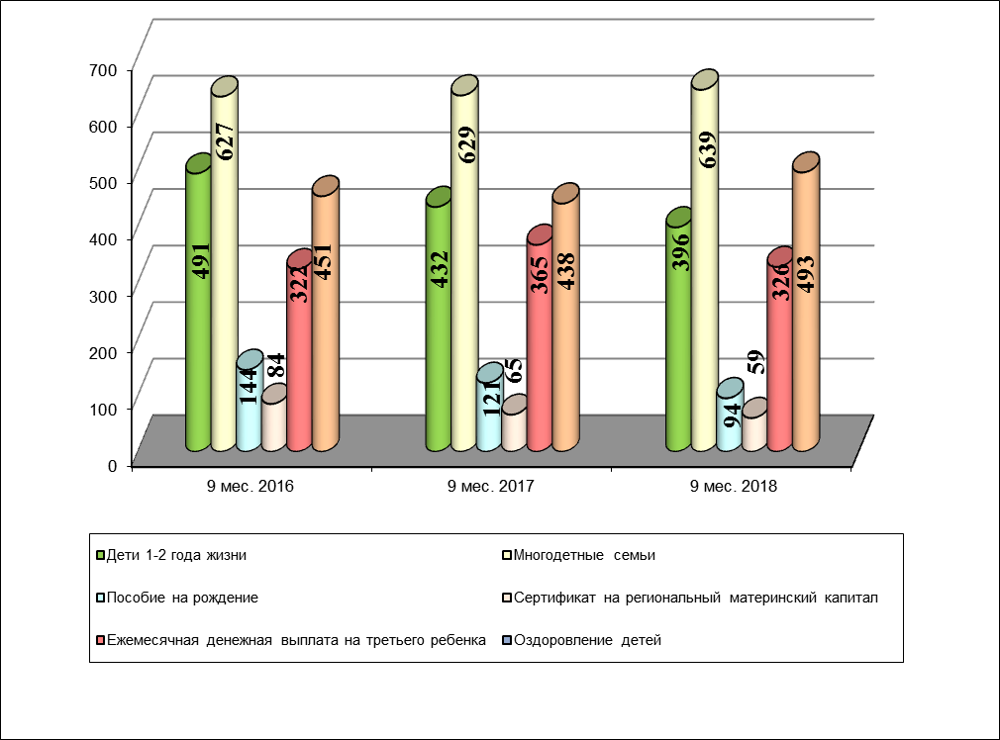 700
600
500
400
300
200
100
0
491
627
144
84
322
451
432
629
121
65
365
438
396
639
94
59
326
493
9 мес. 2016
9 мес. 2017
9 мес. 2018
Дети 1-2 года жизни
Многодетные семьи
Пособие на рождение
Сертификат на региональный материнский капитал
Ежемесячная денежная выплата на третьего ребенка
Оздоровление детей